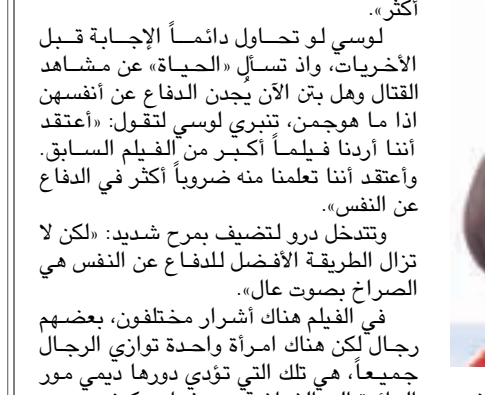 أكثر».
لوسي لو تحاول دائماً الإجابة قبل
الأخريات، واذ تسأل «الحياة» عن مشاهد
القتال وهل بتن الآن يُجدن الدفاع عن أنفسهن
اذا ما هوجمن، تنبري لوسي لتقول: «أعتقد
أننا أردنا فيلماً أكبر من الفيلم السابق.
وأعتقد أننا تعلمنا منه ضروباً أكثر في الدفاع
عن النفس».
وتتدخل درو لتضيف بمرح شديد: «لكن لا
تزال الطريقة الأفضل للدفاع عن النفس هي
الصراخ بصوت عال».
في الفيلم هناك أشرار مختلفون، بعضهم
رجال لكن هناك امرأة واحدة توازي الرجال
جميعاً، هي تلك التي تؤدي دورها ديمي مور